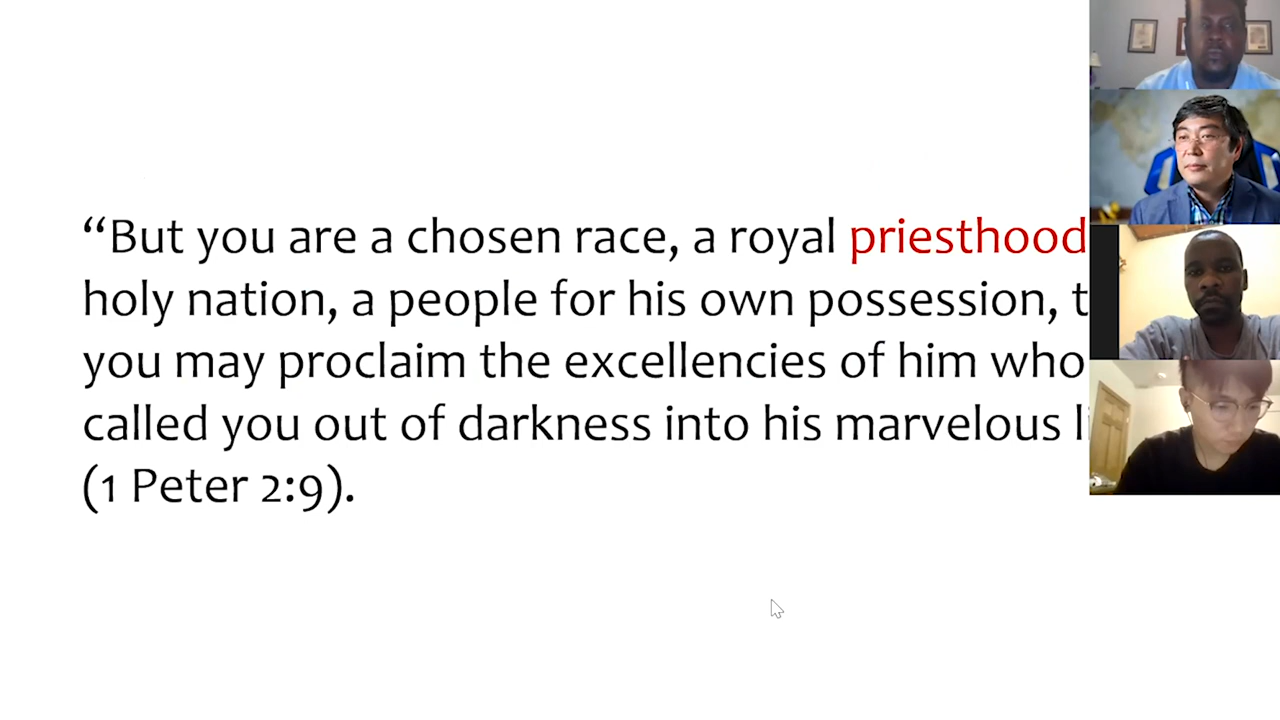 “But you are a chosen race, a royal priesthood
holy nation, a people for his own possession,
you may proclaim the excellencies of him who
called you out of darkness into his marvelous
(1 Peter 2:9).